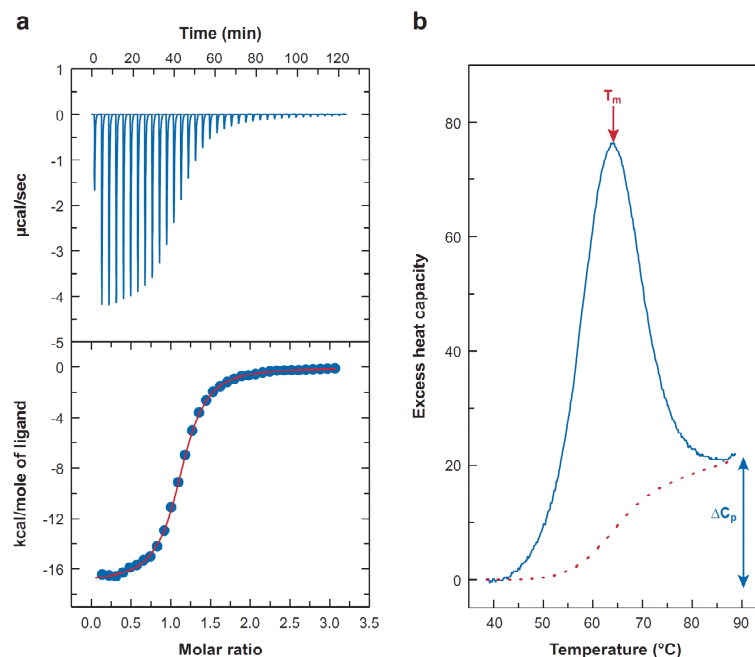 a
Time (min)
0 20 40 60 80 100 120
1
0
-1
-2
-3
-4
-5
µcal/sec
0
-4
-8
-12
-16
kcal/mole of ligand
0.0 0.5 1.0 1.5 2.0 2.5 3.0 3.5
Molar ratio
b
Tm
80
60
40
20
0
Excess heat capacity
ΔCp
40 50 60 70 80 90
Temperature (°C)